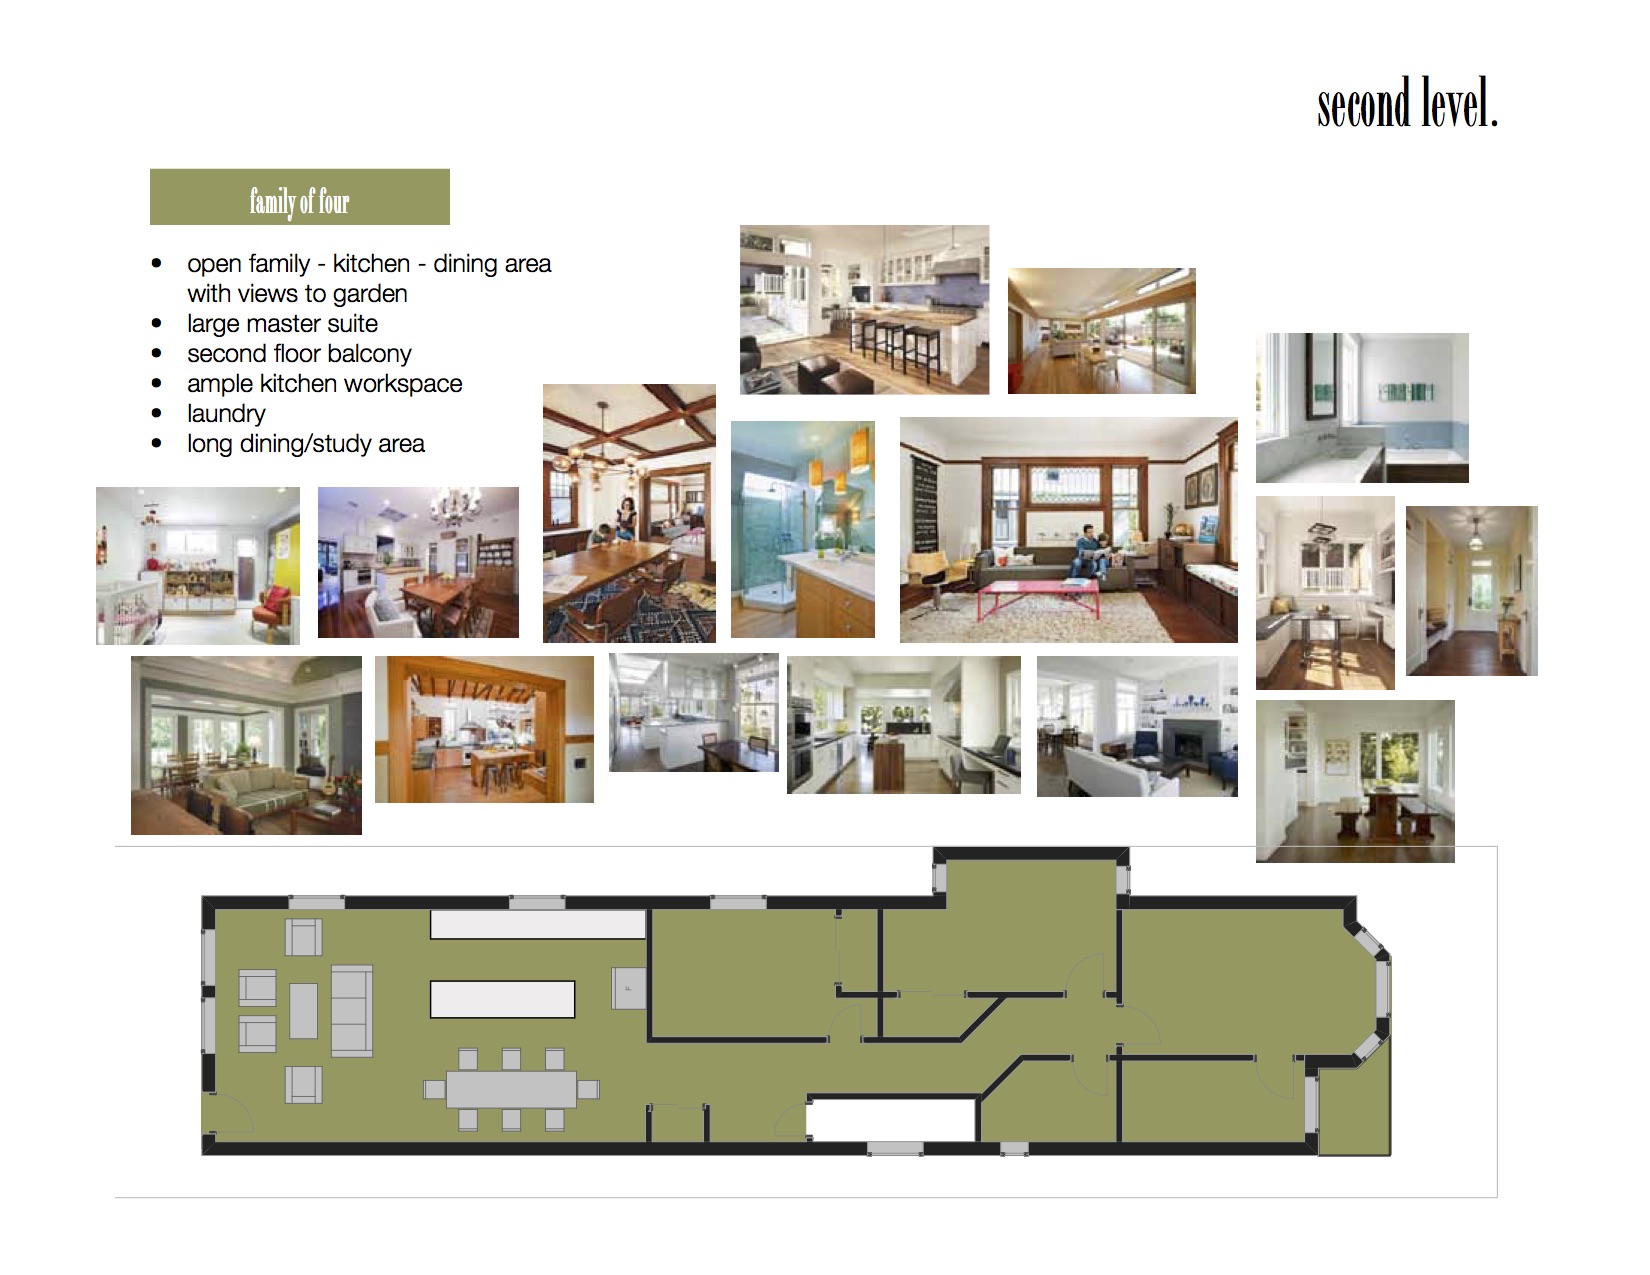 second level.
family of four
• open family - kitchen - dining area
with views to garden
• large master suite
• second floor balcony
• ample kitchen workspace
• laundry
• long dining/study area
F